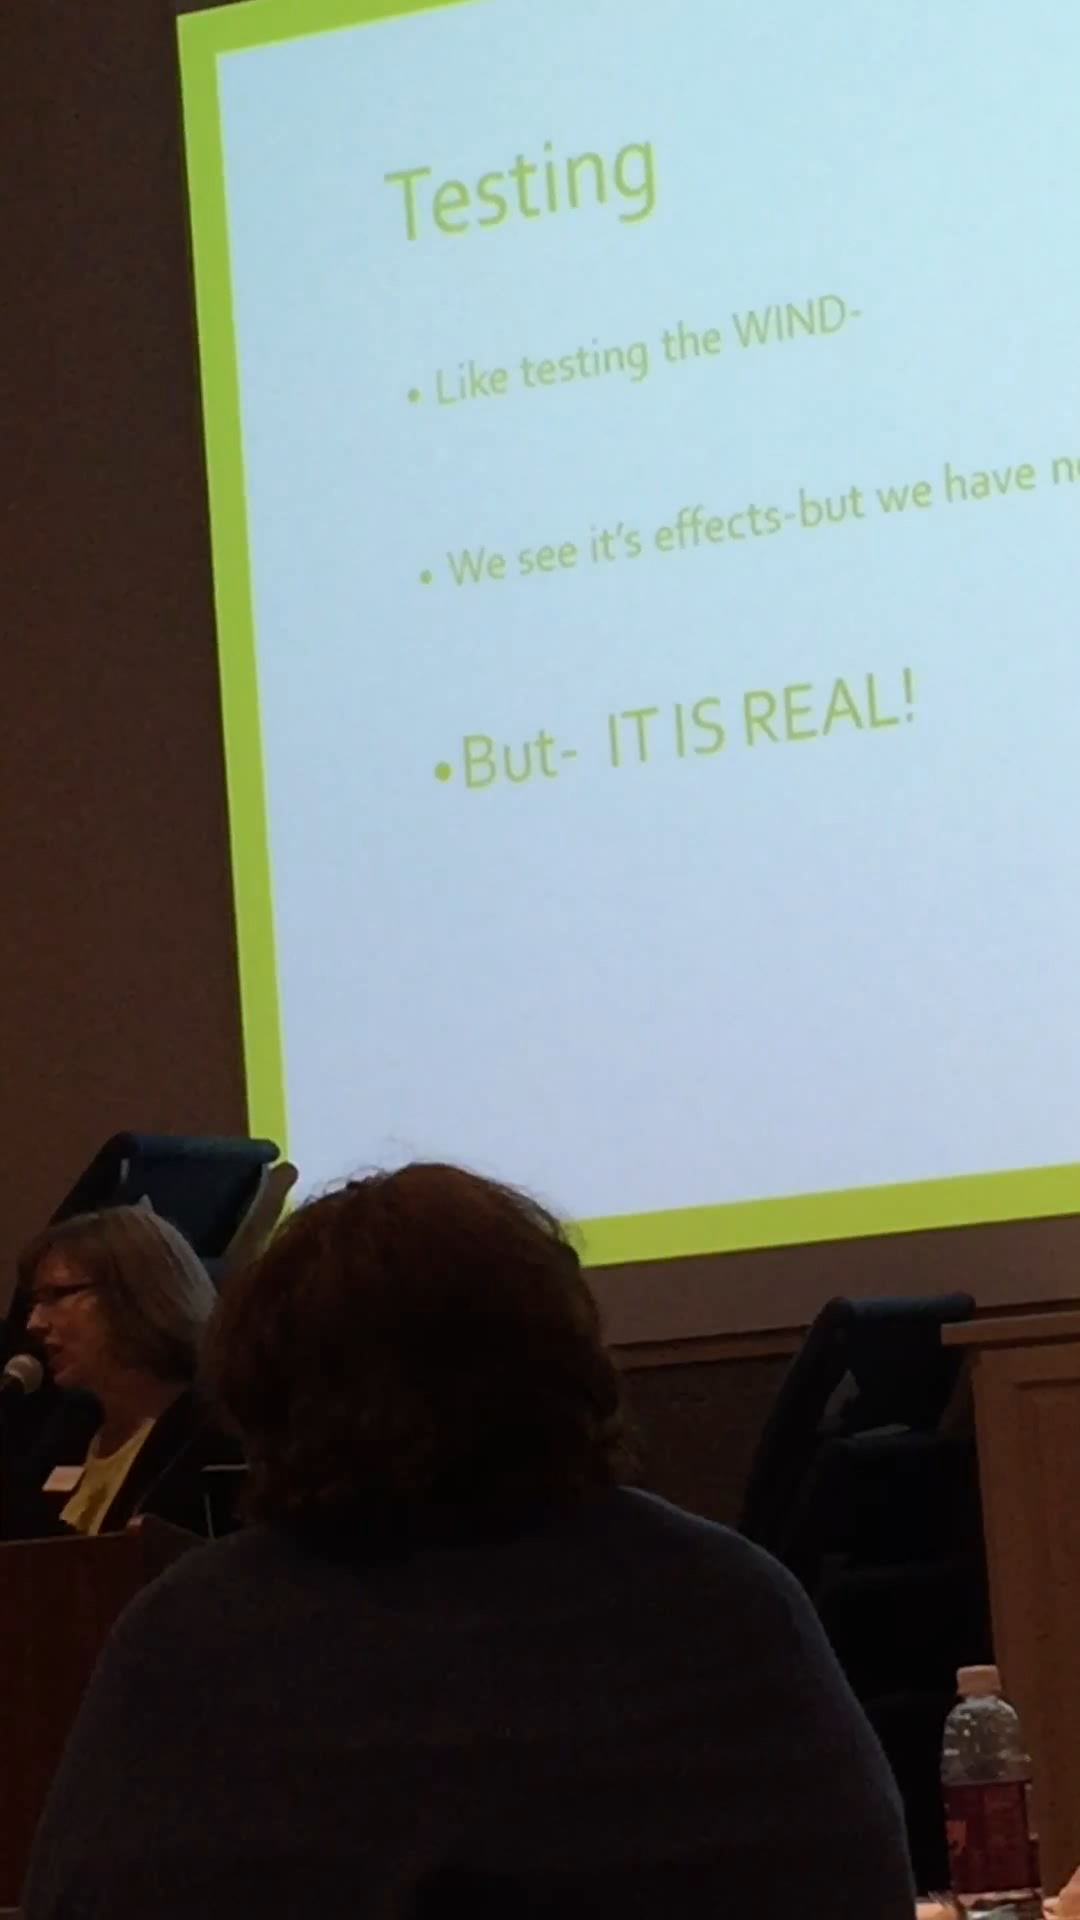 Testing
• Like testing the WIND-
• We see it's effects-but we have
• But- IT IS REAL!